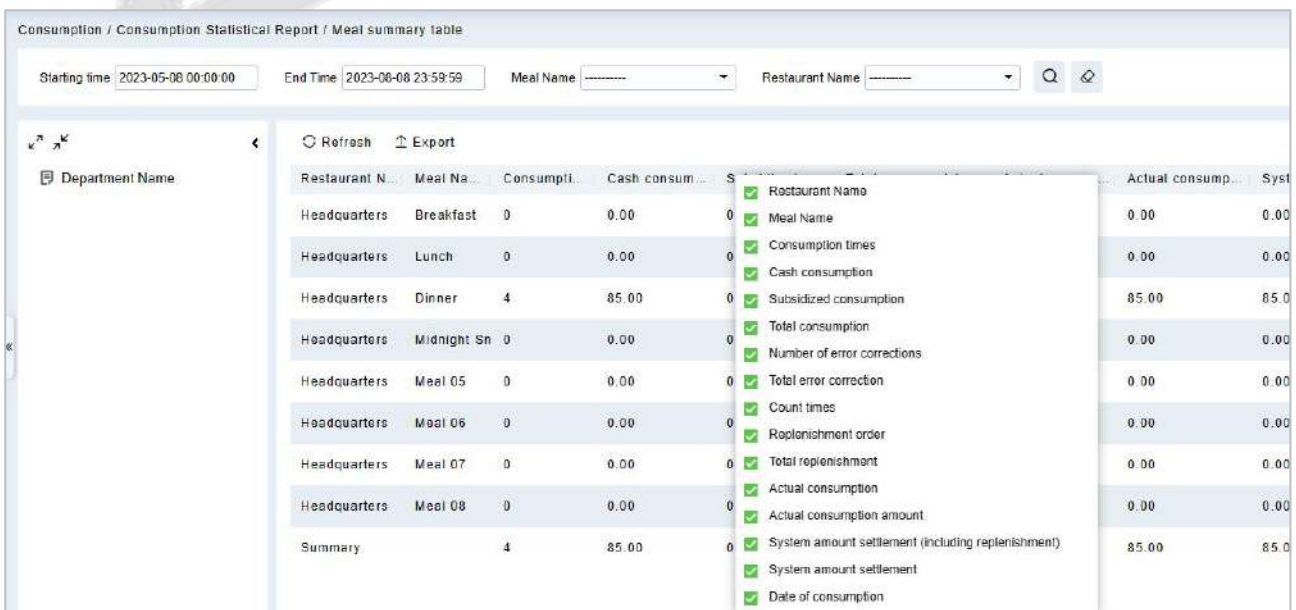 Consumption / Consumption Statistical Report / Meal summary table
Starting time 2023-05-08 00:00:00 End Time 2023-08-08 23:59:59 Meal Name ---------- Restaurant Name ----------
Refresh Export
Department Name
Restaurant N... Meal Na... Consumpti... Cash consum... S Actual consump... Syst
Headquarters Breakfast 0 0.00 0 0.00 0.00
Headquarters Lunch 0 0.00 0 0.00 0.00
Headquarters Dinner 4 85.00 0 85.00 85.0
Headquarters Midnight Sn 0 0.00 0 0.00 0.00
Headquarters Meal 05 0 0.00 0 0.00 0.00
Headquarters Meal 06 0 0.00 0 0.00 0.00
Headquarters Meal 07 0 0.00 0 0.00 0.00
Headquarters Meal 08 0 0.00 0 0.00 0.00
Summary 4 85.00 0 85.00 85.0
Restaurant Name
Meal Name
Consumption times
Cash consumption
Subsidized consumption
Total consumption
Number of error corrections
Total error correction
Count times
Replenishment order
Total replenishment
Actual consumption
Actual consumption amount
System amount settlement (including replenishment)
System amount settlement
Date of consumption